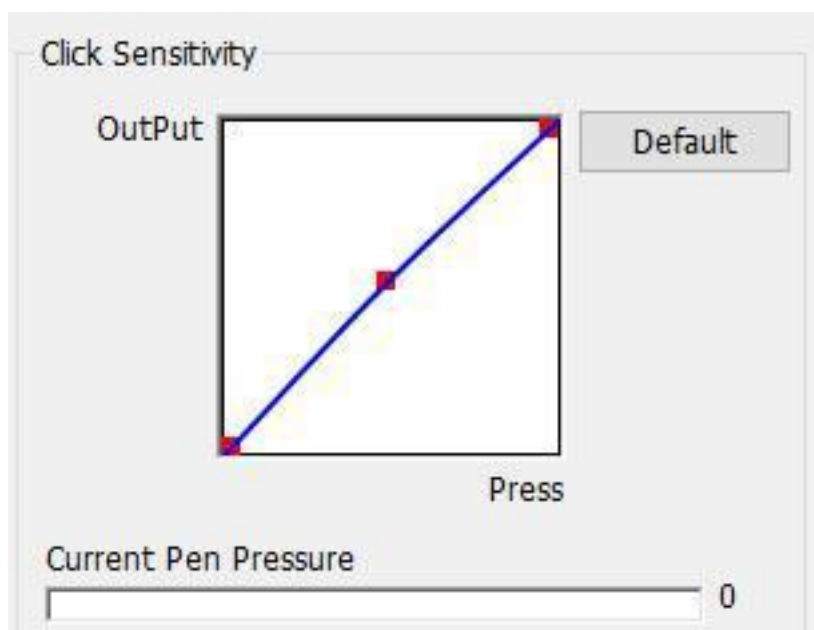 Click Sensitivity
OutPut
Default
Press
Current Pen Pressure
0